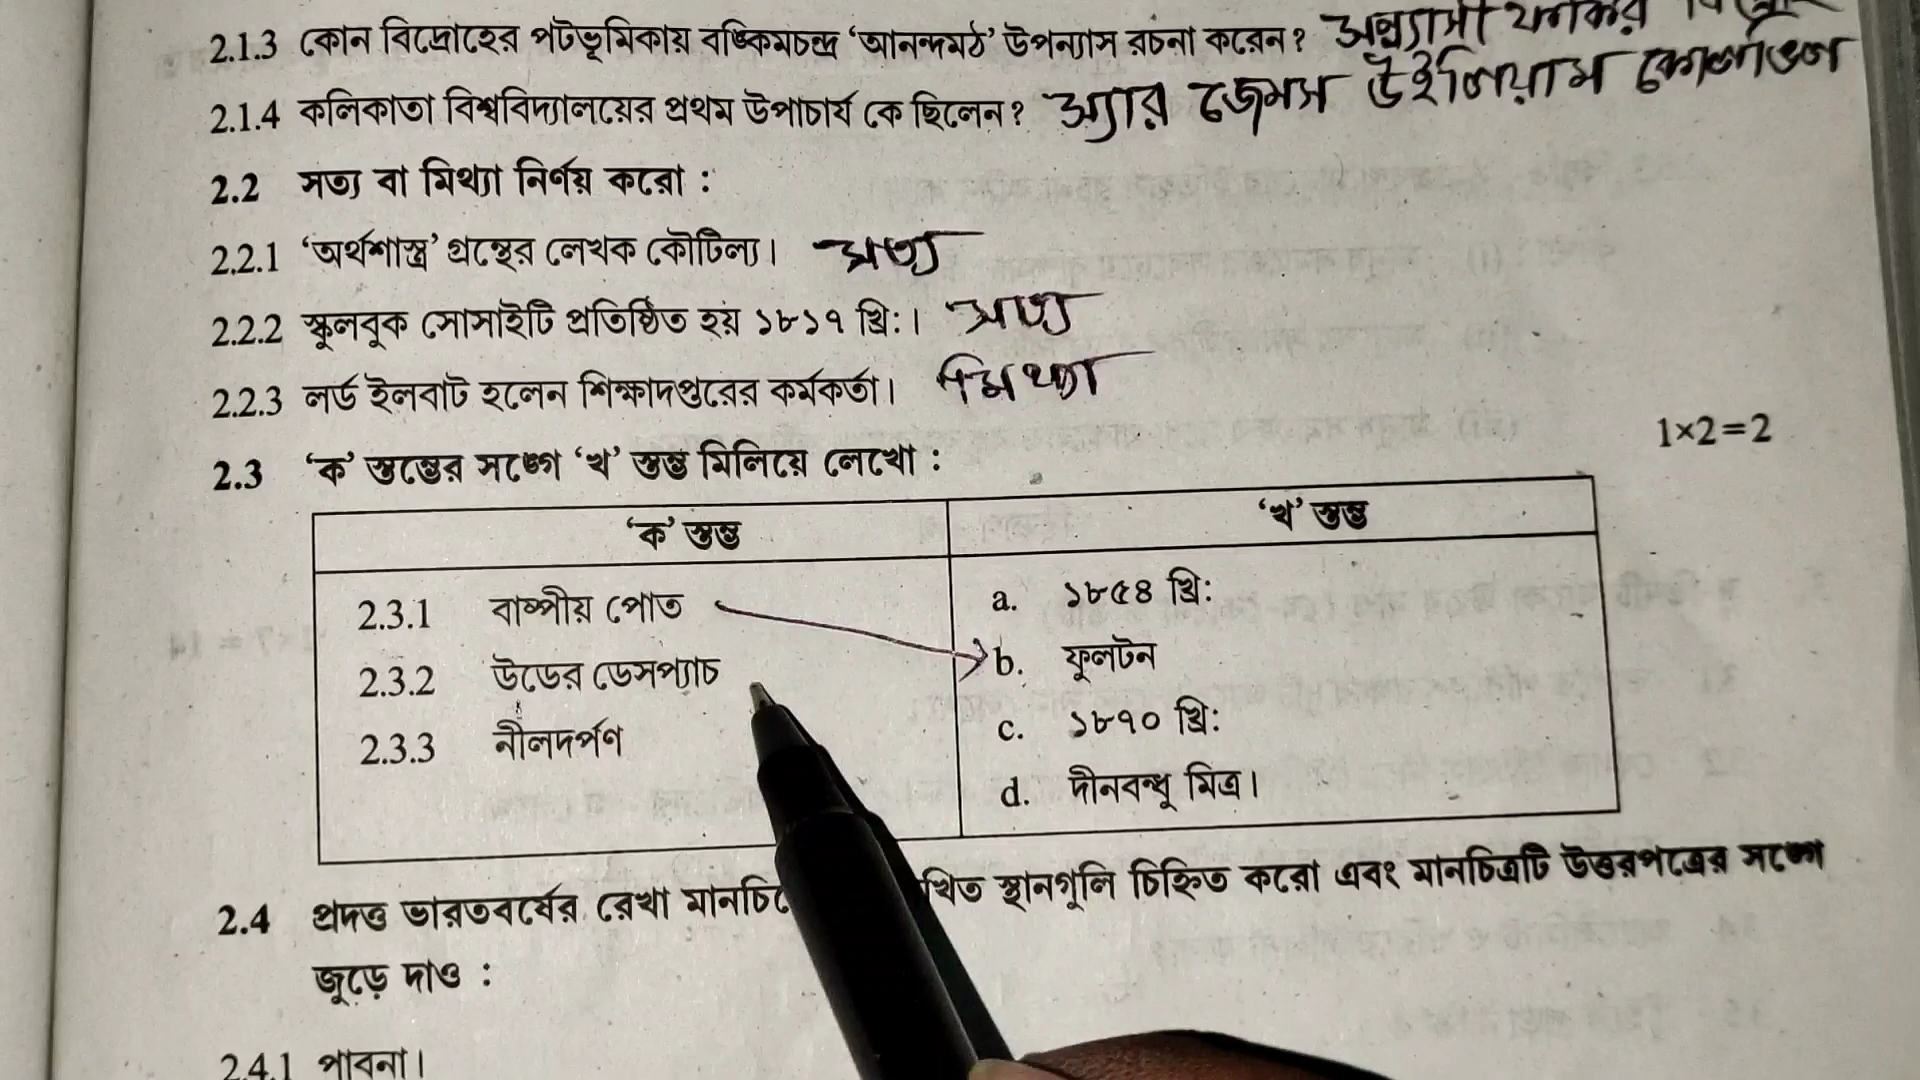 2.1.3 কোন বিদ্রোহের পটভূমিকায় বঙ্কিমচন্দ্র ‘আনন্দমঠ’ উপন্যাস রচনা করেন? সন্ন্যাসী ফকির
2.1.4 কলিকাতা বিশ্ববিদ্যালয়ের প্রথম উপাচার্য কে ছিলেন? স্যার জেমস উইলিয়াম কোলভিল
2.2 সত্য বা মিথ্যা নির্ণয় করো :
2.2.1 ‘অর্থশাস্ত্র’ গ্রন্থের লেখক কৌটিল্য। সত্য
2.2.2 স্কুলবুক সোসাইটি প্রতিষ্ঠিত হয় ১৮১৭ খ্রি:। সত্য
2.2.3 লর্ড ইলবার্ট হলেন শিক্ষাদপ্তরের কর্মকর্তা। মিথ্যা
1×2=2
2.3 ‘ক’ স্তম্ভের সঙ্গে ‘খ’ স্তম্ভ মিলিয়ে লেখো :
‘ক’ স্তম্ভ ‘খ’ স্তম্ভ
2.3.1 বাষ্পীয় পোত a. ১৮৫৪ খ্রি:
2.3.2 উডের ডেসপ্যাচ b. ফুলটন
2.3.3 নীলদর্পণ c. ১৮৭০ খ্রি:
d. দীনবন্ধু মিত্র।
2.4 প্রদত্ত ভারতবর্ষের রেখা মানচি খিত স্থানগুলি চিহ্নিত করো এবং মানচিত্রটি উত্তরপত্রের সঙ্গে
জুড়ে দাও :
2.4.1 পাবনা।